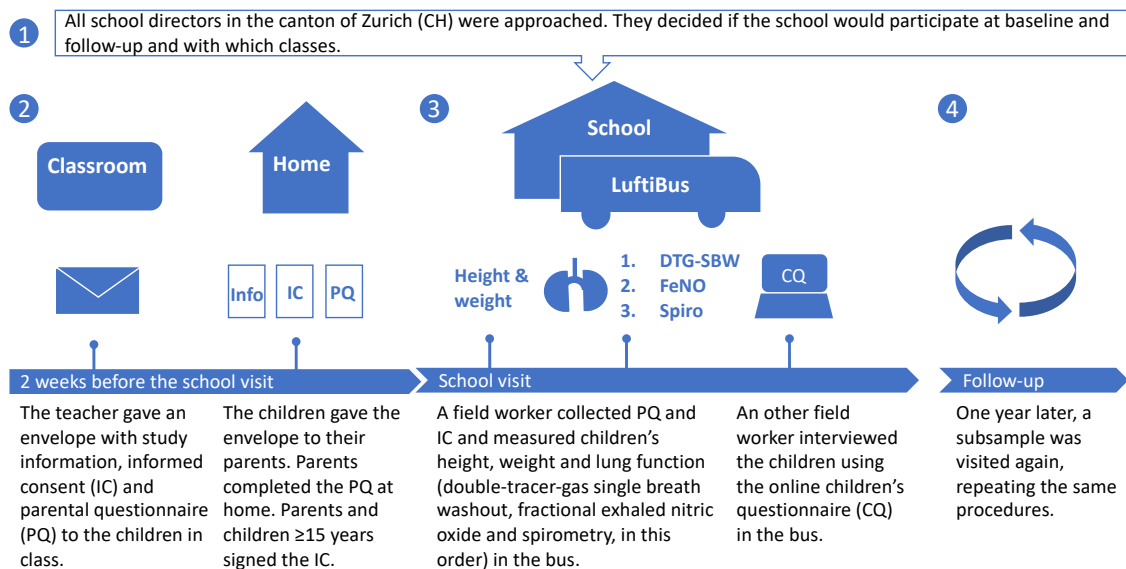 1
All school directors in the canton of Zurich (CH) were approached. They decided if the school would participate at baseline and
follow-up and with which classes.
2
Classroom
Home
Info
IC
PQ
3
School
LuftiBus
Height &
weight
1. DTG-SBW
2. FeNO
3. Spiro
CQ
4
2 weeks before the school visit
The teacher gave an
envelope with study
information, informed
consent (IC) and
parental questionnaire
(PQ) to the children in
class.
The children gave the
envelope to their
parents. Parents
completed the PQ at
home. Parents and
children ≥15 years
signed the IC.
School visit
A field worker collected PQ and
IC and measured children’s
height, weight and lung function
(double-tracer-gas single breath
washout, fractional exhaled nitric
oxide and spirometry, in this
order) in the bus.
An other field
worker interviewed
the children using
the online children’s
questionnaire (CQ)
in the bus.
Follow-up
One year later, a
subsample was
visited again,
repeating the same
procedures.